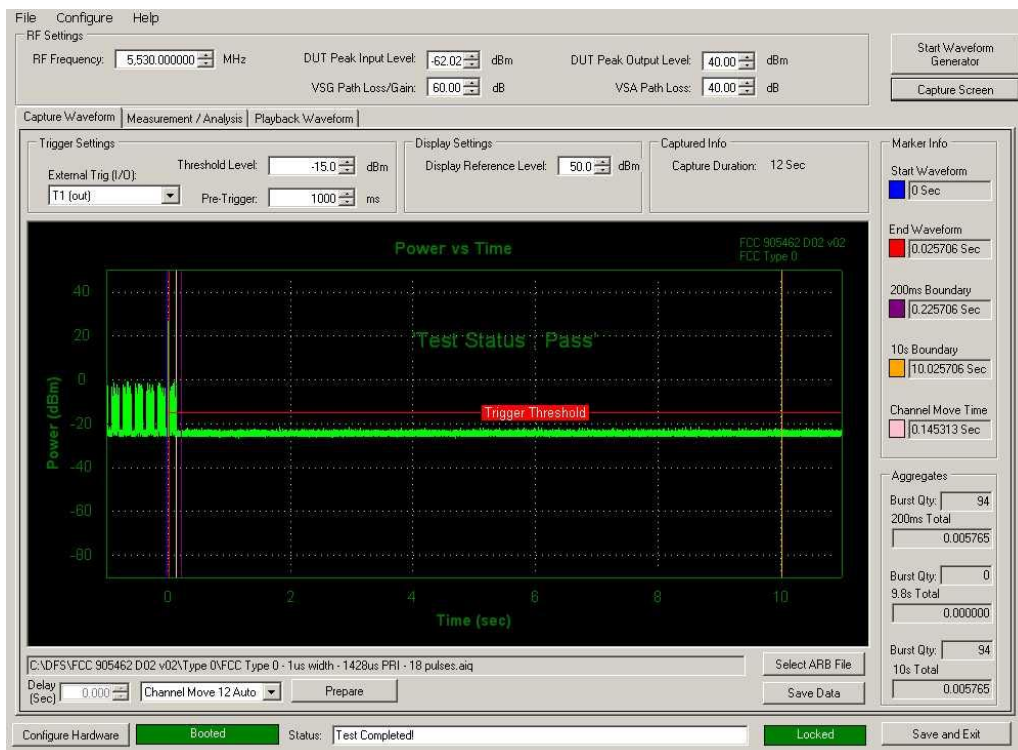 File Configure Help
RF Settings
RF Frequency: 5,530.000000 MHz
DUT Peak Input Level: -62.02 dBm
DUT Peak Output Level: 40.00 dBm
VSG Path Loss/Gain: 60.00 dB
VSA Path Loss: 40.00 dB
Start Waveform
Generator
Capture Screen
Capture Waveform Measurement / Analysis Playback Waveform
Trigger Settings
External Trig (I/O):
T1 (out)
Threshold Level: -15.0 dBm
Pre-Trigger: 1000 ms
Display Settings
Display Reference Level: 50.0 dBm
Captured Info
Capture Duration: 12 Sec
Power vs Time
FCC 905462 D02 v02
FCC Type 0
'Test Status : Pass'
Trigger Threshold
Power (dBm)
40
20
0
-20
-40
-60
-80
0 2 4 6 8 10
Time (sec)
Marker Info
Start Waveform
0 Sec
End Waveform
0.025706 Sec
200ms Boundary
0.225706 Sec
10s Boundary
10.025706 Sec
Channel Move Time
0.145313 Sec
Aggregates
Burst Qty: 94
200ms Total
0.005765
Burst Qty: 0
9.8s Total
0.000000
Burst Qty: 94
10s Total
0.005765
C:\DFS\FCC 905462 D02 v02\Type 0\FCC Type 0 - 1us width - 1428us PRI - 18 pulses.aiq
Select ARB File
Delay
(Sec) 0.000
Channel Move 12 Auto
Prepare
Save Data
Configure Hardware
Booted
Status: Test Completed!
Locked
Save and Exit